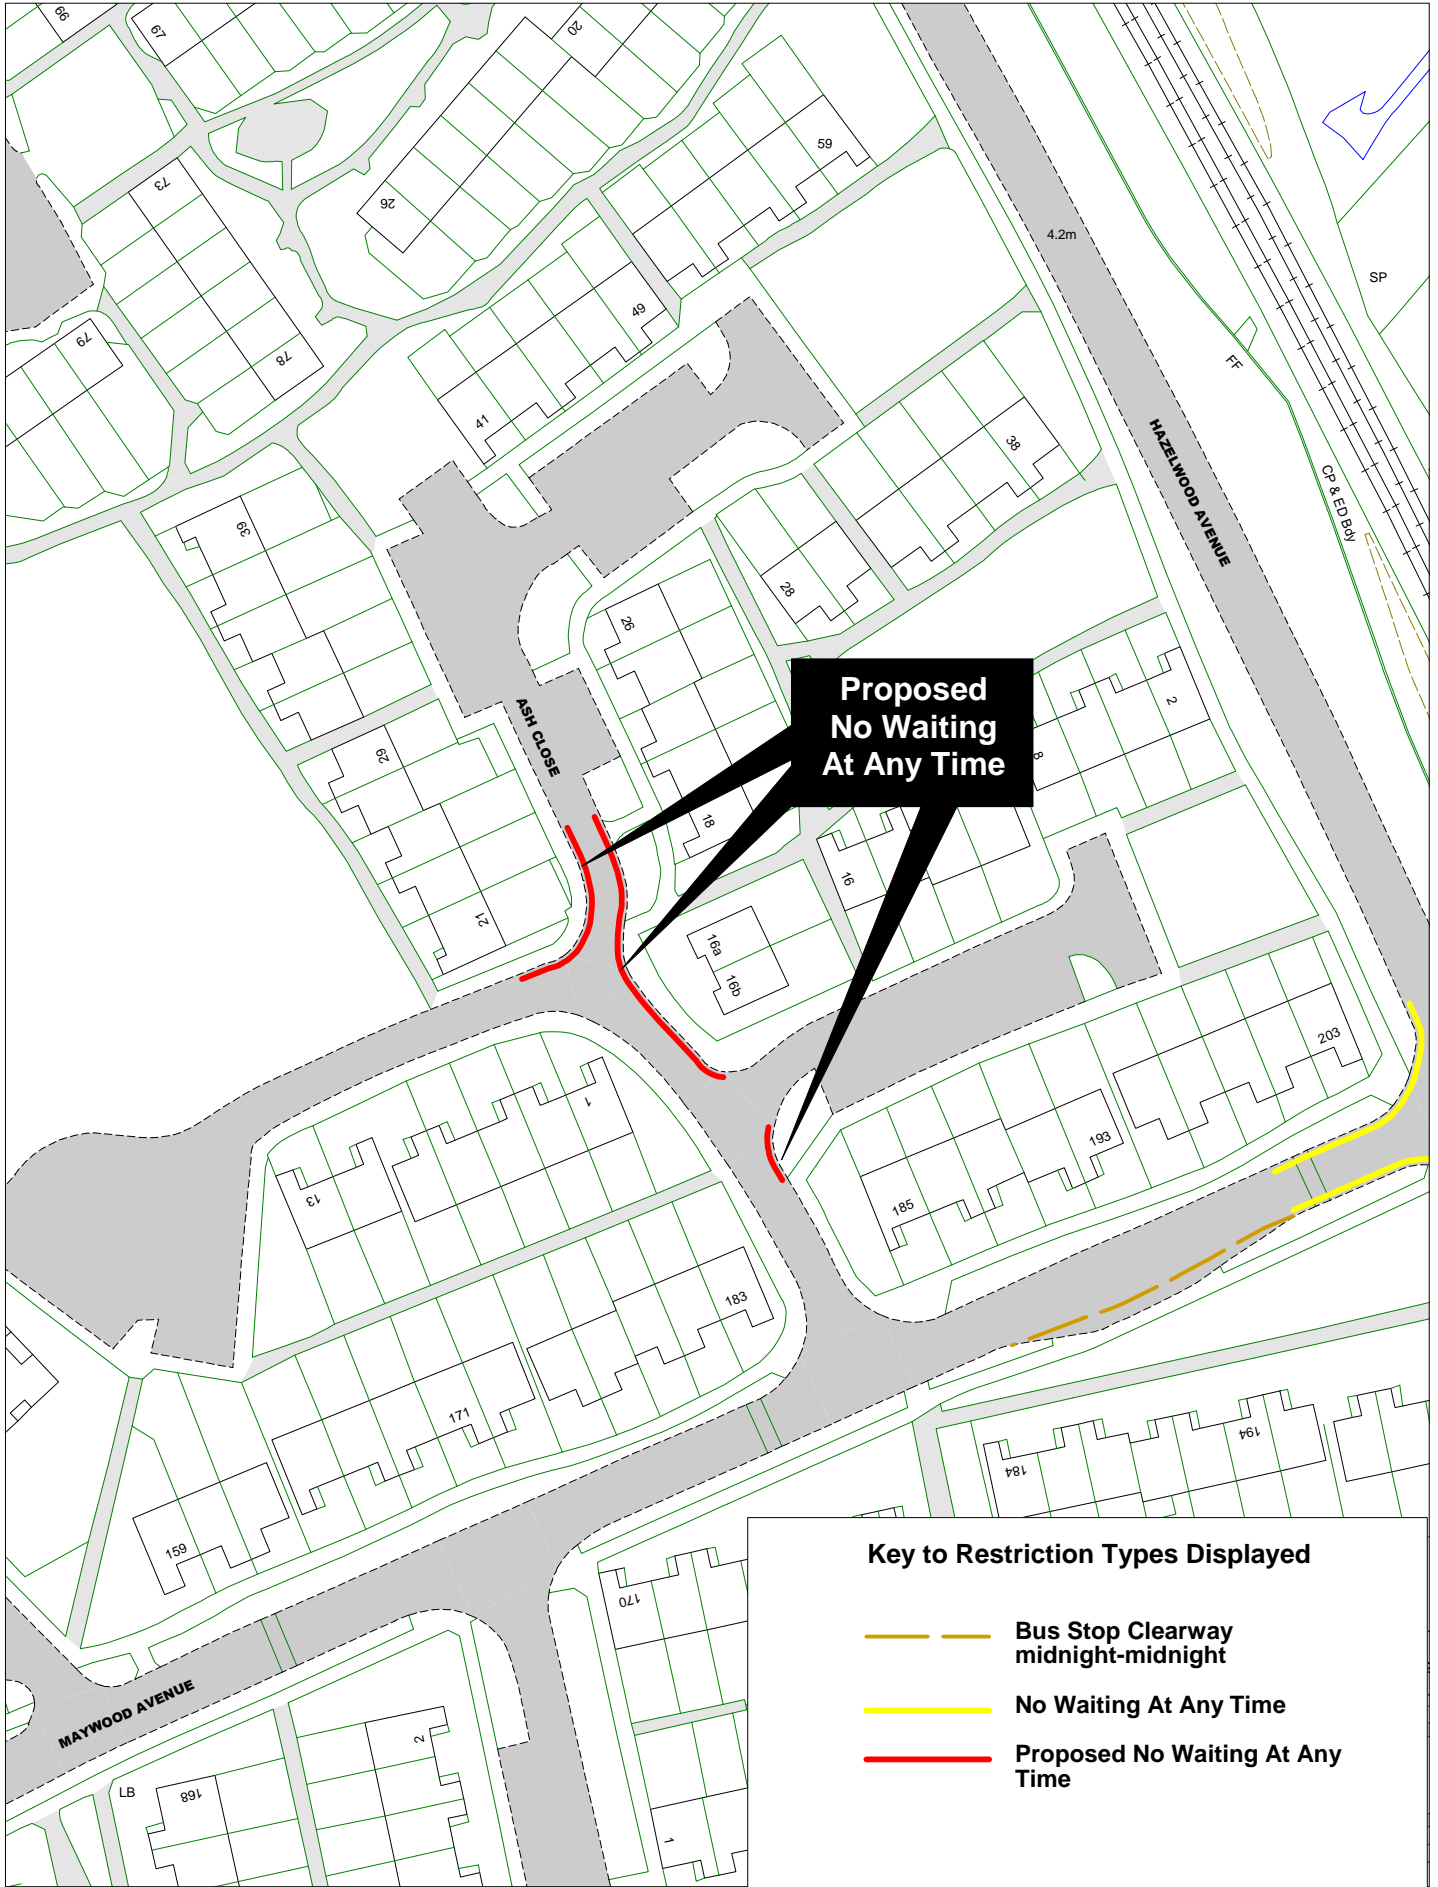 66
67
20
59
26
73
4.2m
SP
49
79
78
FF
41
38
HAZELWOOD AVENUE
39
CP & ED Bdy
28
26
Proposed
No Waiting
At Any Time
2
ASH CLOSE
29
8
18
16
21
16a
16b
203
1
193
13
185
183
171
194
184
159
170
Key to Restriction Types Displayed
Bus Stop Clearway
midnight-midnight
No Waiting At Any Time
Proposed No Waiting At Any
Time
MAYWOOD AVENUE
2
LB
168
1